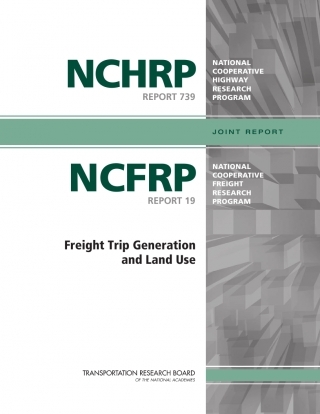 NCHRP
REPORT 739
NATIONAL
COOPERATIVE
HIGHWAY
RESEARCH
PROGRAM
JOINT REPORT
NCFRP
REPORT 19
NATIONAL
COOPERATIVE
FREIGHT
RESEARCH
PROGRAM
Freight Trip Generation
and Land Use
TRANSPORTATION RESEARCH BOARD
OF THE NATIONAL ACADEMIES